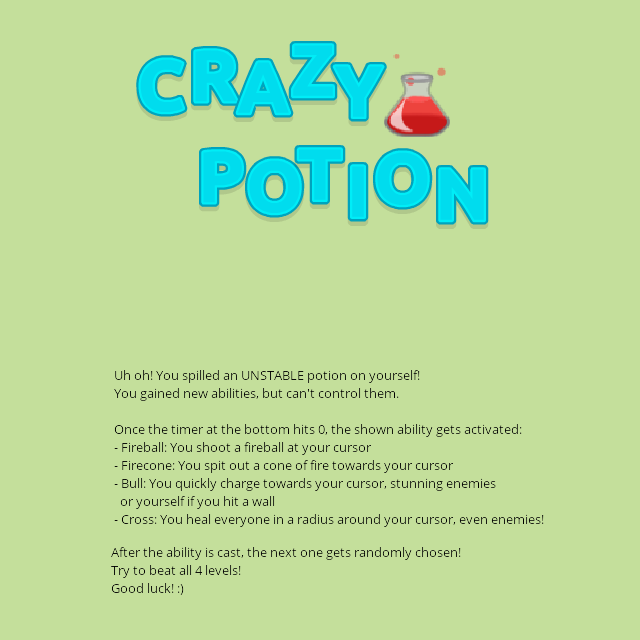 CRAZY
POTION
Uh oh! You spilled an UNSTABLE potion on yourself!
You gained new abilities, but can't control them.
Once the timer at the bottom hits 0, the shown ability gets activated:
- Fireball: You shoot a fireball at your cursor
- Firecone: You spit out a cone of fire towards your cursor
- Bull: You quickly charge towards your cursor, stunning enemies
or yourself if you hit a wall
- Cross: You heal everyone in a radius around your cursor, even enemies!
After the ability is cast, the next one gets randomly chosen!
Try to beat all 4 levels!
Good luck! :)